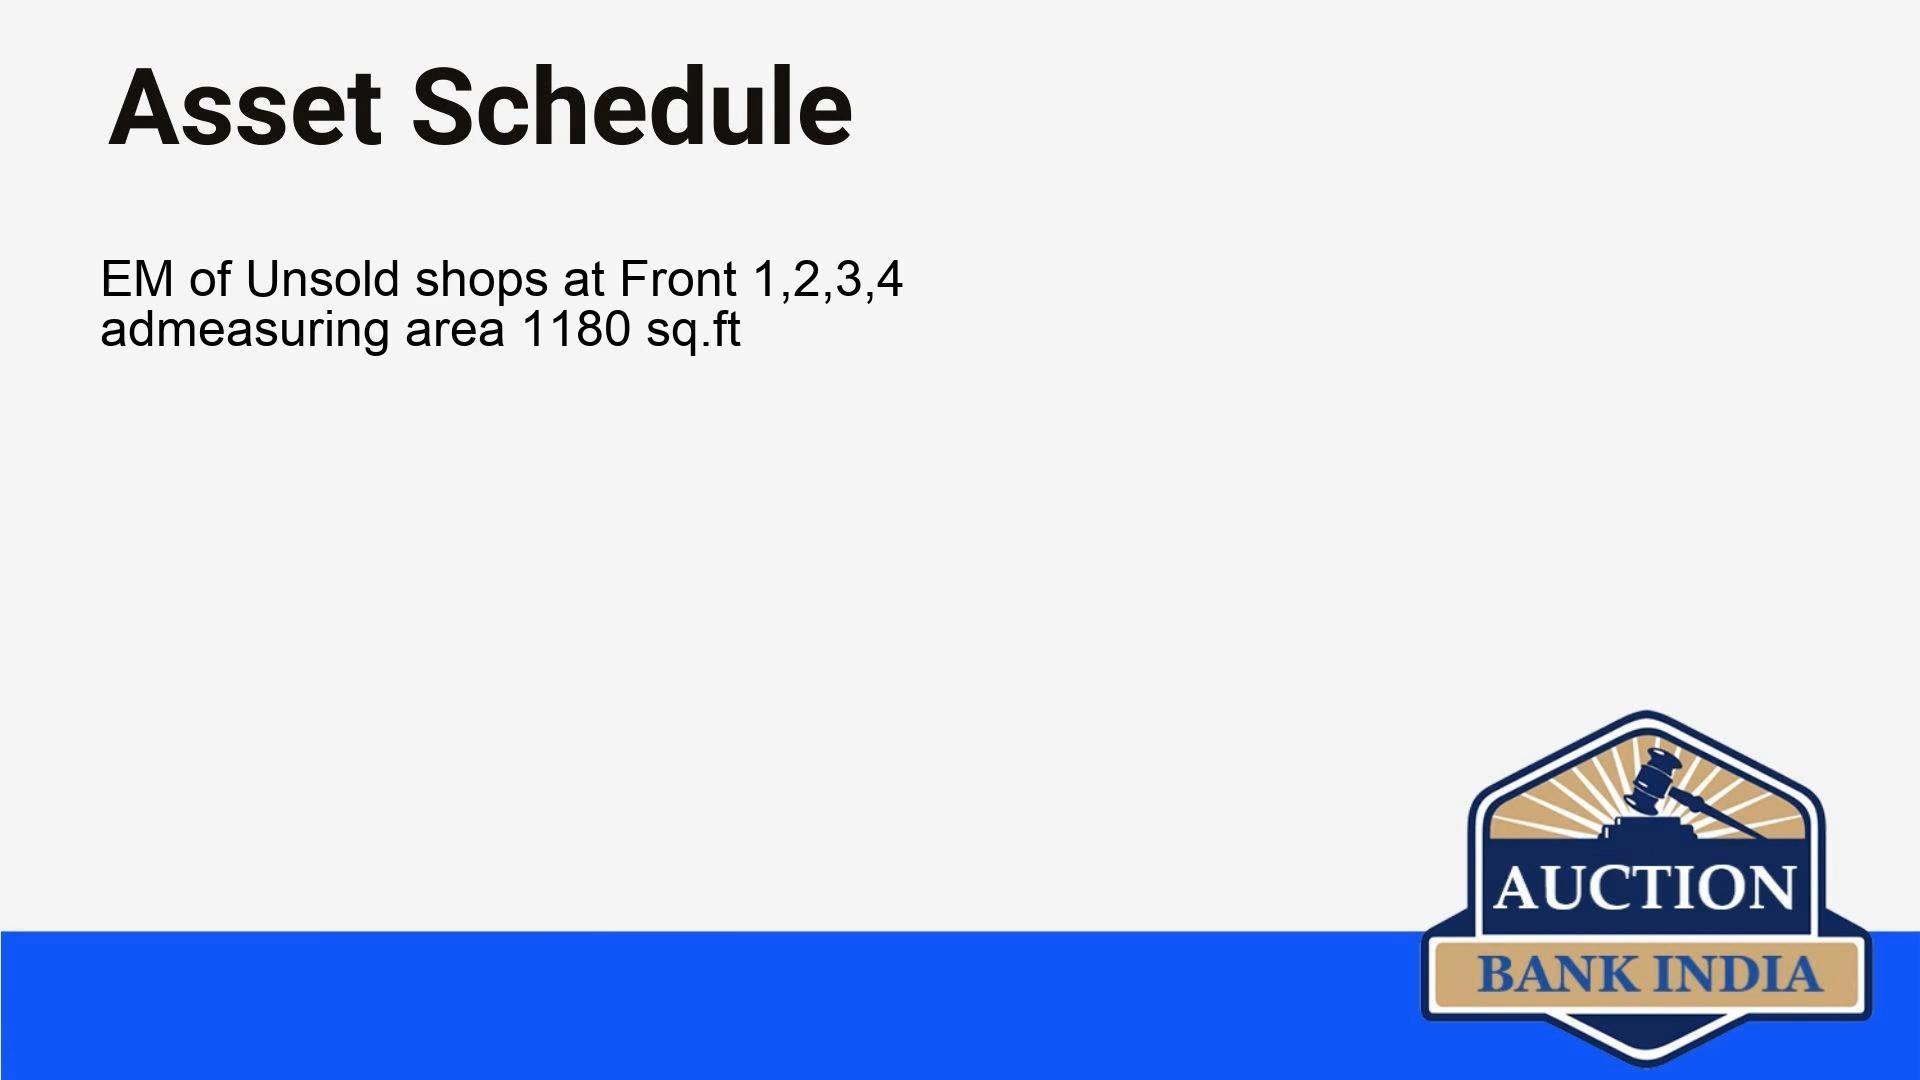 Asset Schedule
EM of Unsold shops at Front 1,2,3,4
admeasuring area 1180 sq.ft
AUCTION
BANK INDIA